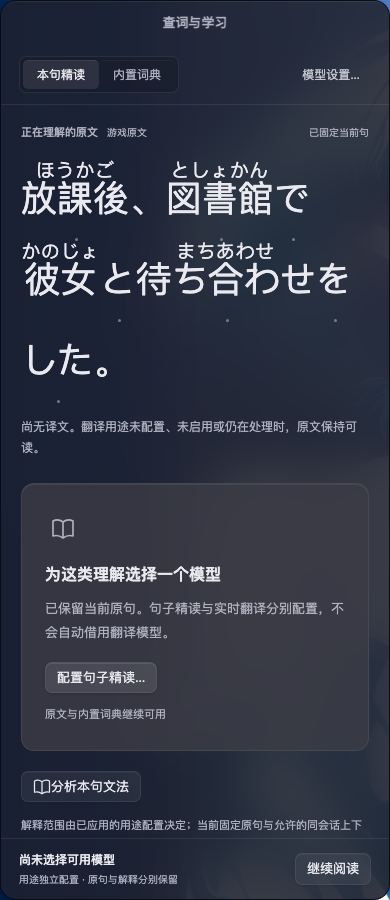 查词与学习
本句精读 内置词典 模型设置...
正在理解的原文 游戏原文 已固定当前句
ほうかご としょかん
放課後、図書館で
かのじょ まちあわせ
彼女と待ち合わせを
した。
尚无译文。翻译用途未配置、未启用或仍在处理时，原文保持可
读。
为这类理解选择一个模型
已保留当前原句。句子精读与实时翻译分别配置，不
会自动借用翻译模型。
配置句子精读...
原文与内置词典继续可用
分析本句文法
解释范围由已应用的用途配置决定；当前固定原句与允许的同会话上下
尚未选择可用模型
用途独立配置 · 原句与解释分别保留
继续阅读